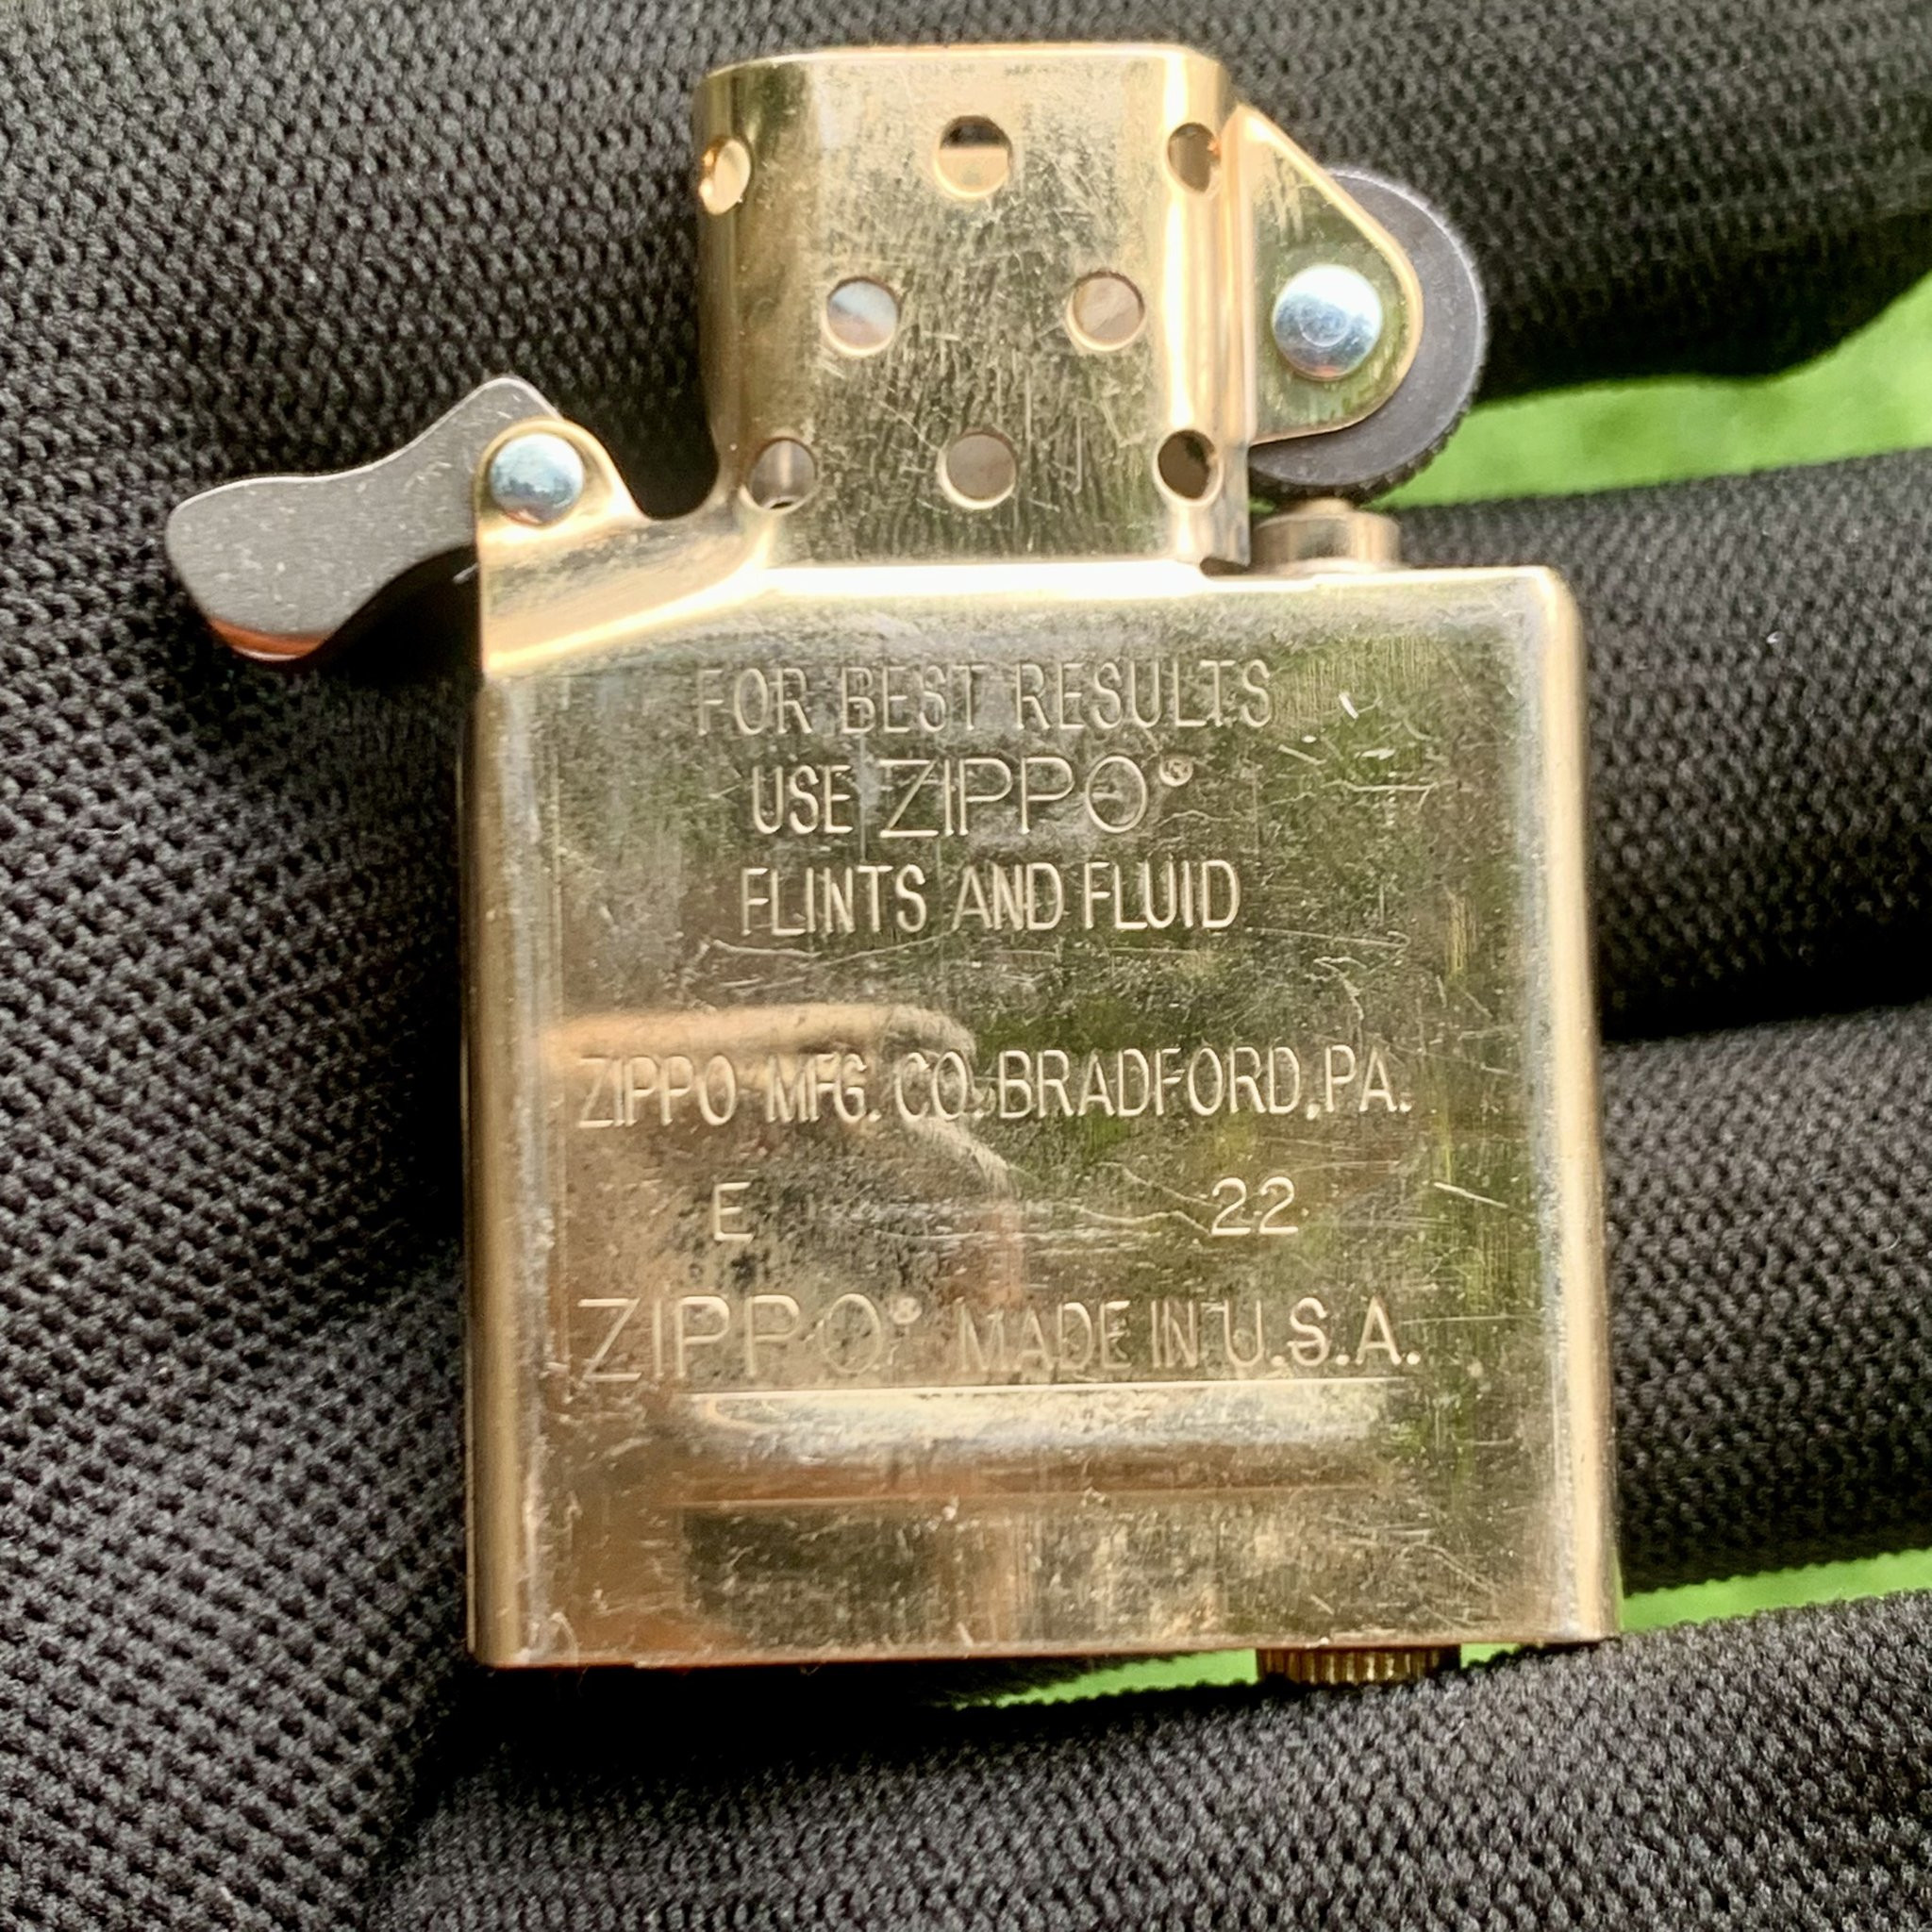 FOR BEST RESULTS
USE ZIPPO®
FLINTS AND FLUID
ZIPPO MFG. CO. BRADFORD, PA.
E 22
ZIPPO® MADE IN U.S.A.